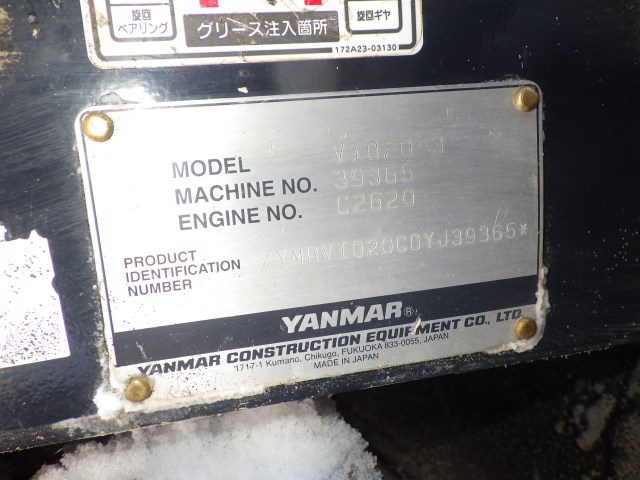 旋回
ベアリング
旋回ギヤ
グリース注入箇所
172A23-03130
MODEL
MACHINE NO. 39365
ENGINE NO. C2620
PRODUCT
IDENTIFICATION
NUMBER
YANMAR®
YANMAR CONSTRUCTION EQUIPMENT CO., LTD.
1717-1 Kumano, Chikugo, FUKUOKA 833-0055, JAPAN
MADE IN JAPAN